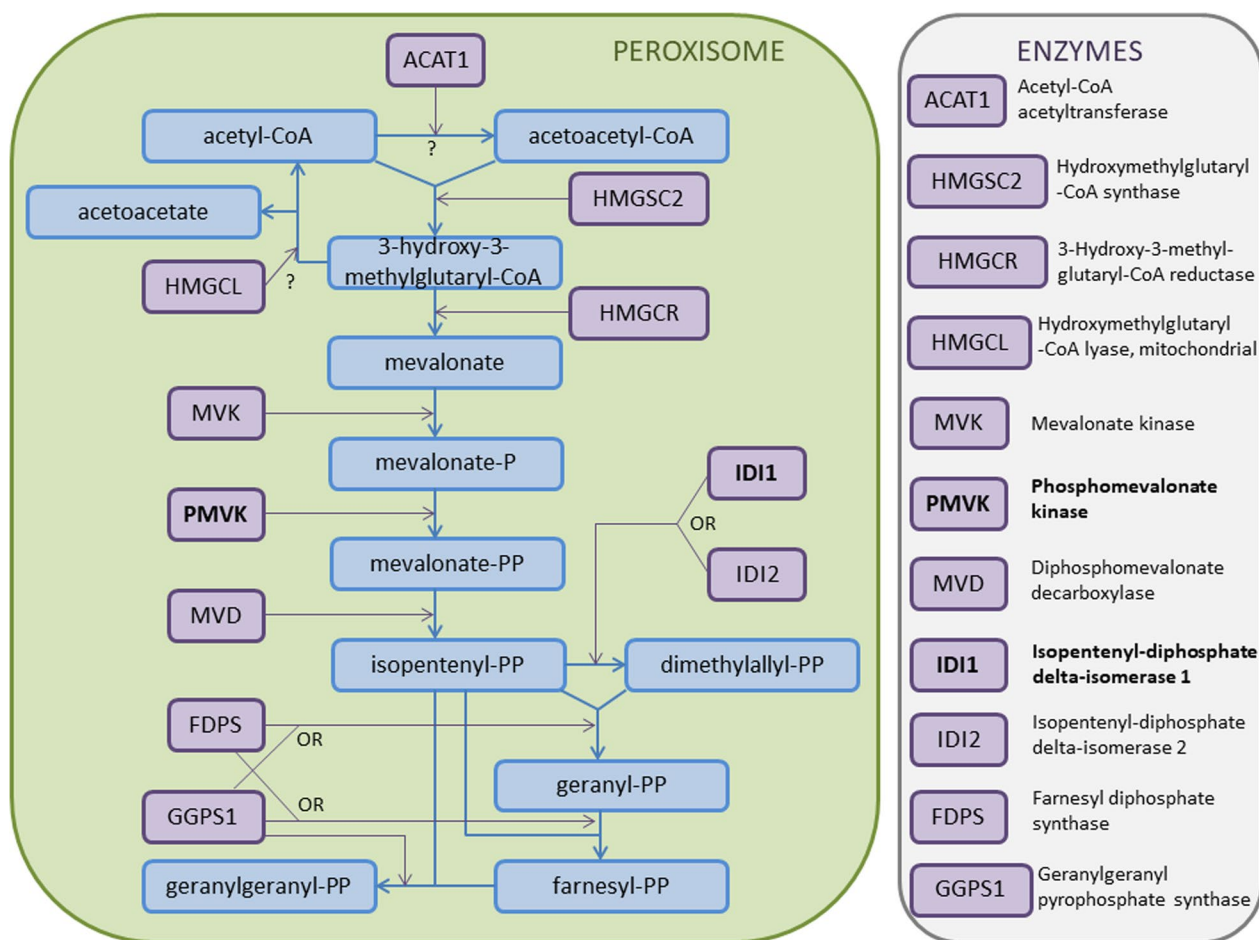 PEROXISOME
ACAT1
acetyl-CoA
acetoacetyl-CoA
?
acetoacetate
HMGSC2
3-hydroxy-3-
methylglutaryl-CoA
HMGCL
?
HMGCR
mevalonate
MVK
mevalonate-P
IDI1
PMVK
OR
mevalonate-PP
IDI2
MVD
isopentenyl-PP
dimethylallyl-PP
FDPS
OR
geranyl-PP
OR
GGPS1
geranylgeranyl-PP
farnesyl-PP
ENZYMES
ACAT1
Acetyl-CoA
acetyltransferase
HMGSC2
Hydroxymethylglutaryl
-CoA synthase
HMGCR
3-Hydroxy-3-methyl-
glutaryl-CoA reductase
HMGCL
Hydroxymethylglutaryl
-CoA lyase, mitochondrial
MVK
Mevalonate kinase
PMVK
Phosphomevalonate
kinase
MVD
Diphosphomevalonate
decarboxylase
IDI1
Isopentenyl-diphosphate
delta-isomerase 1
IDI2
Isopentenyl-diphosphate
delta-isomerase 2
FDPS
Farnesyl diphosphate
synthase
GGPS1
Geranylgeranyl
pyrophosphate synthase